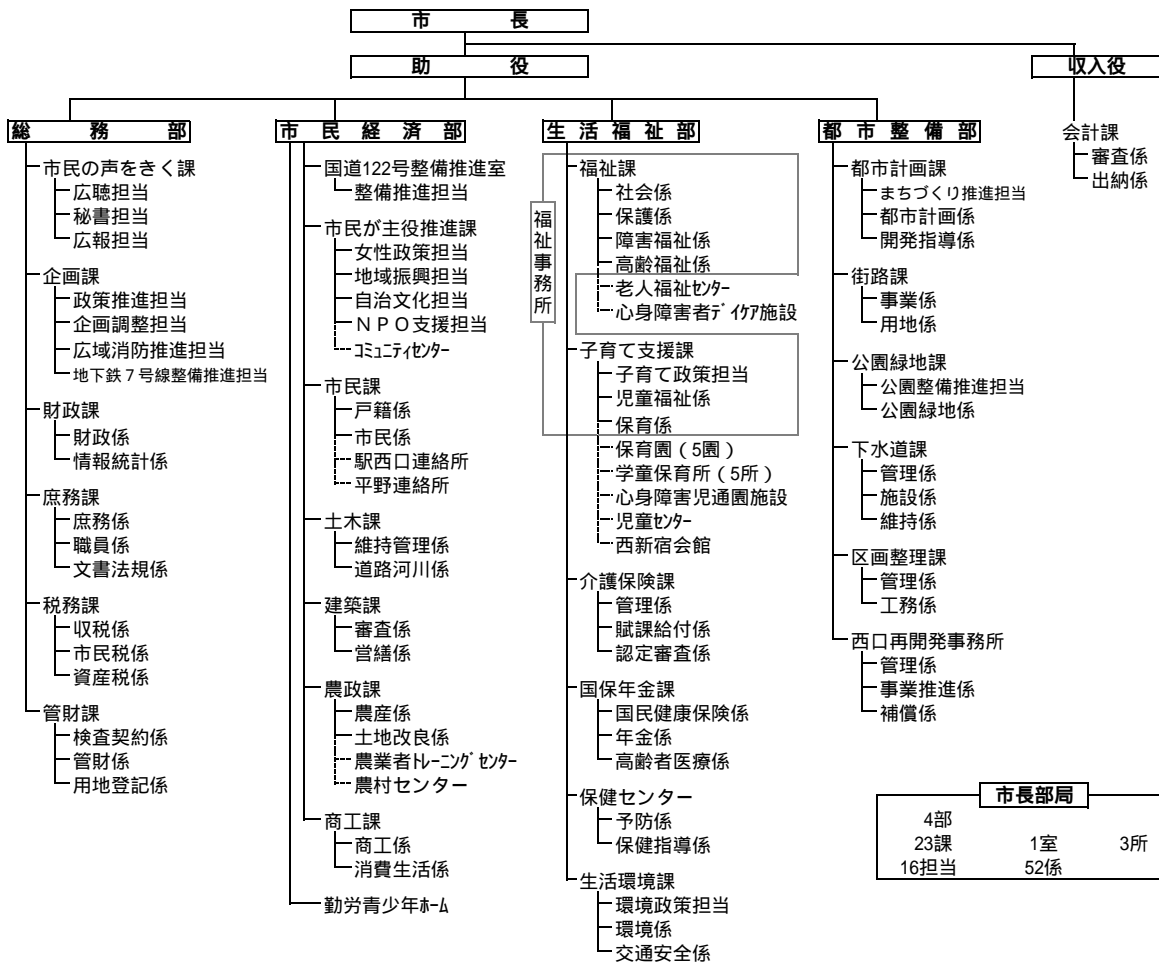 市長
助役
収入役
会計課
審査係
出納係
総務部
市民の声をきく課
広聴担当
秘書担当
広報担当
企画課
政策推進担当
企画調整担当
広域消防推進担当
地下鉄７号線整備推進担当
財政課
財政係
情報統計係
庶務課
庶務係
職員係
文書法規係
税務課
収税係
市民税係
資産税係
管財課
検査契約係
管財係
用地登記係
市民経済部
国道122号整備推進室
整備推進担当
市民が主役推進課
女性政策担当
地域振興担当
自治文化担当
ＮＰＯ支援担当
ｺﾐｭﾆﾃｨｾﾝﾀｰ
市民課
戸籍係
市民係
駅西口連絡所
平野連絡所
土木課
維持管理係
道路河川係
建築課
審査係
営繕係
農政課
農産係
土地改良係
農業者ﾄﾚｰﾆﾝｸﾞｾﾝﾀｰ
農村センター
商工課
商工係
消費生活係
勤労青少年ﾎｰﾑ
生活福祉部
福祉事務所
福祉課
社会係
保護係
障害福祉係
高齢福祉係
老人福祉ｾﾝﾀｰ
心身障害者ﾃﾞｲｹｱ施設
子育て支援課
子育て政策担当
児童福祉係
保育係
保育園（5園）
学童保育所（5所）
心身障害児通園施設
児童ｾﾝﾀｰ
西新宿会館
介護保険課
管理係
賦課給付係
認定審査係
国保年金課
国民健康保険係
年金係
高齢者医療係
保健センター
予防係
保健指導係
生活環境課
環境政策担当
環境係
交通安全係
都市整備部
都市計画課
まちづくり推進担当
都市計画係
開発指導係
街路課
事業係
用地係
公園緑地課
公園整備推進担当
公園緑地係
下水道課
管理係
施設係
維持係
区画整理課
管理係
工務係
西口再開発事務所
管理係
事業推進係
補償係
市長部局
4部
23課 1室 3所
16担当 52係